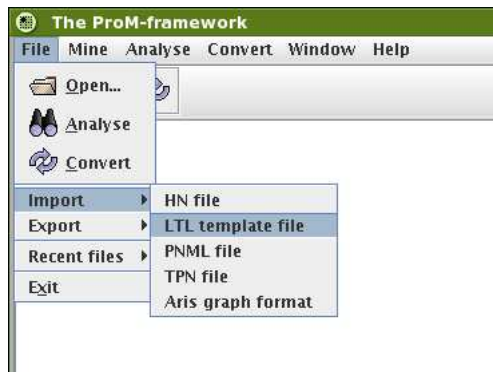 The ProM-framework
File Mine Analyse Convert Window Help
Open...
Analyse
Convert
Import
Export
Recent files
Exit
HN file
LTL template file
PNML file
TPN file
Aris graph format